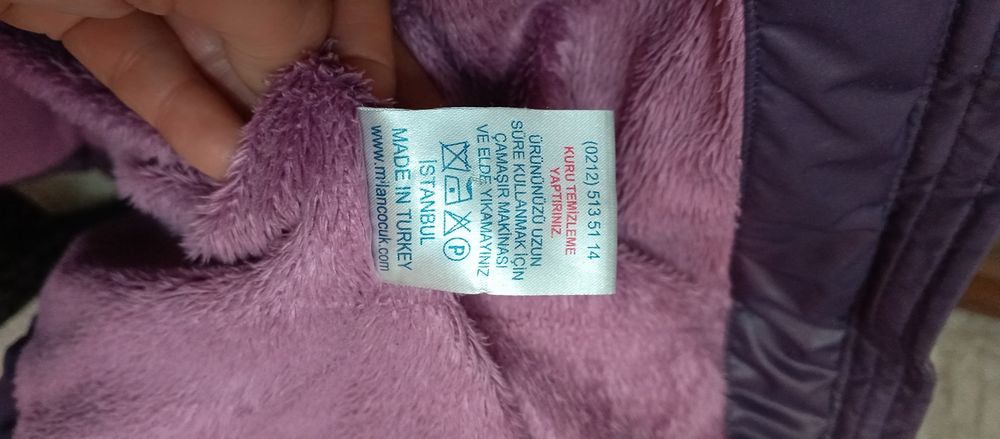 (0212) 513 51 14
KURU TEMİZLEME
YAPTIRINIZ
ÜRÜNÜNÜZÜ UZUN
SÜRE KULLANMAK İÇİN
ÇAMAŞIR MAKİNASI
VE ELDE YIKAMAYINIZ
P
İSTANBUL
MADE IN TURKEY
www.milancocuk.com